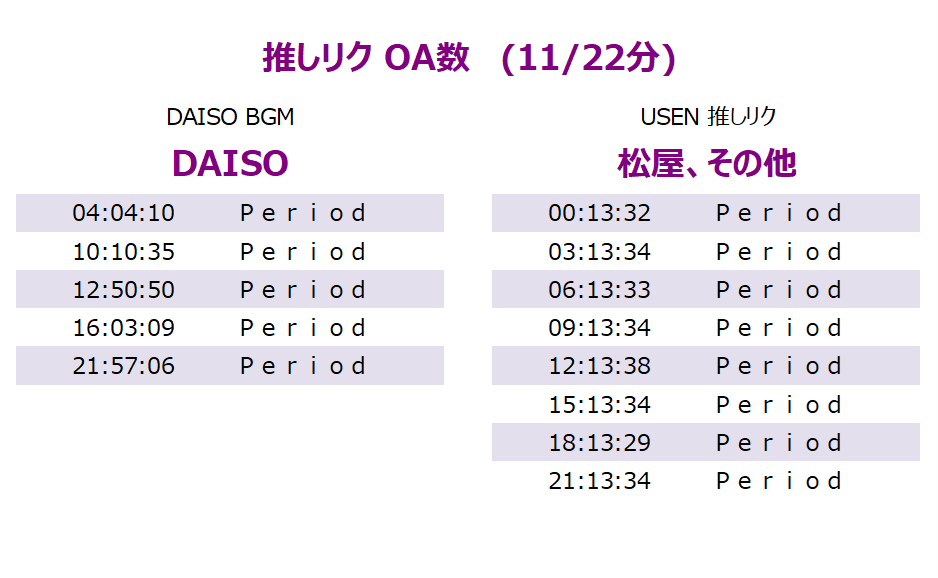 推しリク OA数　(11/22分)
DAISO BGM
DAISO
04:04:10 Ｐｅｒｉｏｄ
10:10:35 Ｐｅｒｉｏｄ
12:50:50 Ｐｅｒｉｏｄ
16:03:09 Ｐｅｒｉｏｄ
21:57:06 Ｐｅｒｉｏｄ
USEN 推しリク
松屋、その他
00:13:32 Ｐｅｒｉｏｄ
03:13:34 Ｐｅｒｉｏｄ
06:13:33 Ｐｅｒｉｏｄ
09:13:34 Ｐｅｒｉｏｄ
12:13:38 Ｐｅｒｉｏｄ
15:13:34 Ｐｅｒｉｏｄ
18:13:29 Ｐｅｒｉｏｄ
21:13:34 Ｐｅｒｉｏｄ